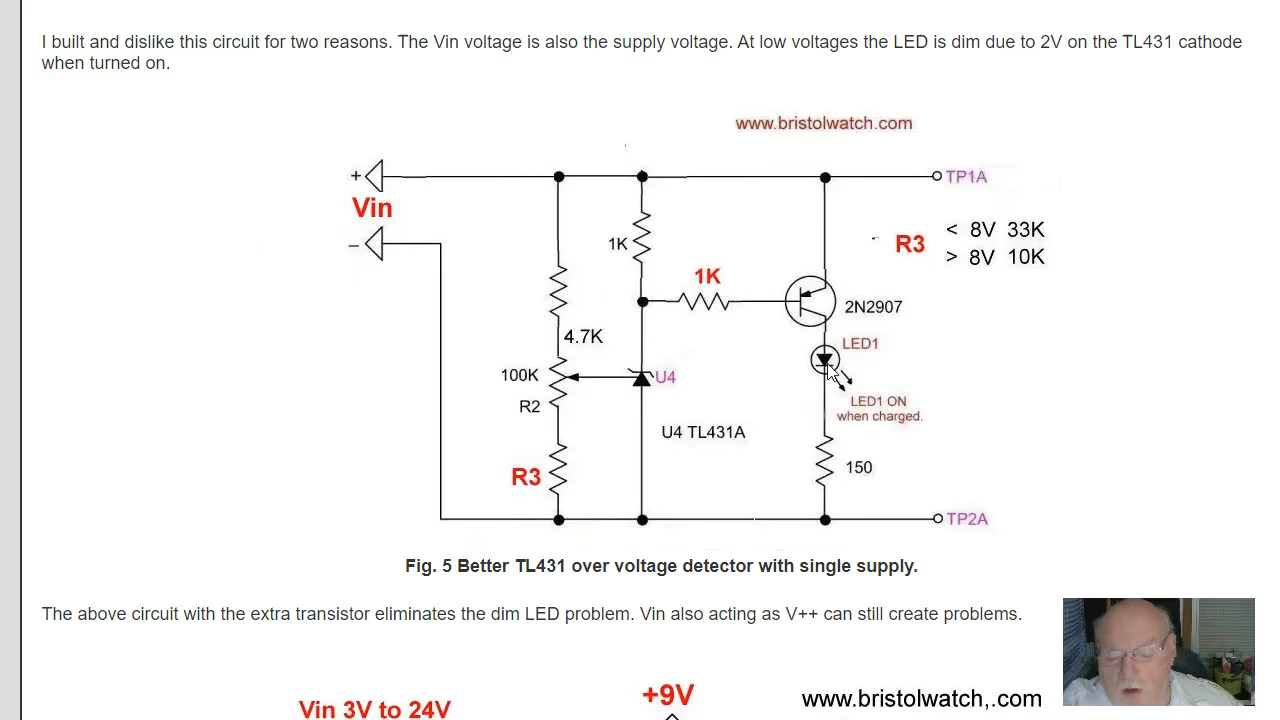 I built and dislike this circuit for two reasons. The Vin voltage is also the supply voltage. At low voltages the LED is dim due to 2V on the TL431 cathode
when turned on.
www.bristolwatch.com
+
TP1A
Vin
−
1K
R3
< 8V 33K
> 8V 10K
1K
2N2907
4.7K
LED1
100K
U4
R2
LED1 ON
when charged.
U4 TL431A
R3
150
TP2A
Fig. 5 Better TL431 over voltage detector with single supply.
The above circuit with the extra transistor eliminates the dim LED problem. Vin also acting as V++ can still create problems.
+9V
www.bristolwatch,.com
Vin 3V to 24V